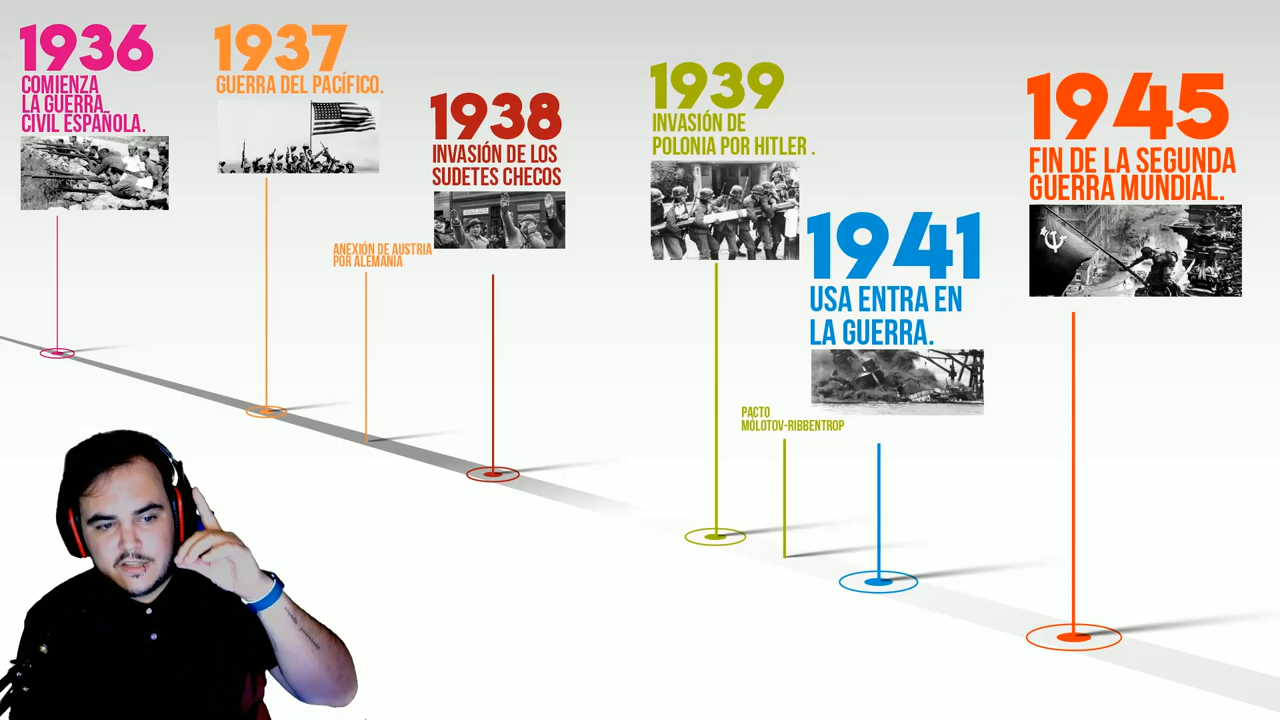 1936
COMIENZA
LA GUERRA
CIVIL ESPAÑOLA.
1937
GUERRA DEL PACÍFICO.
ANEXIÓN DE AUSTRIA
POR ALEMANIA
1938
INVASIÓN DE LOS
SUDETES CHECOS
1939
INVASIÓN DE
POLONIA POR HITLER .
PACTO
MÓLOTOV-RIBBENTROP
1941
USA ENTRA EN
LA GUERRA.
1945
FIN DE LA SEGUNDA
GUERRA MUNDIAL.